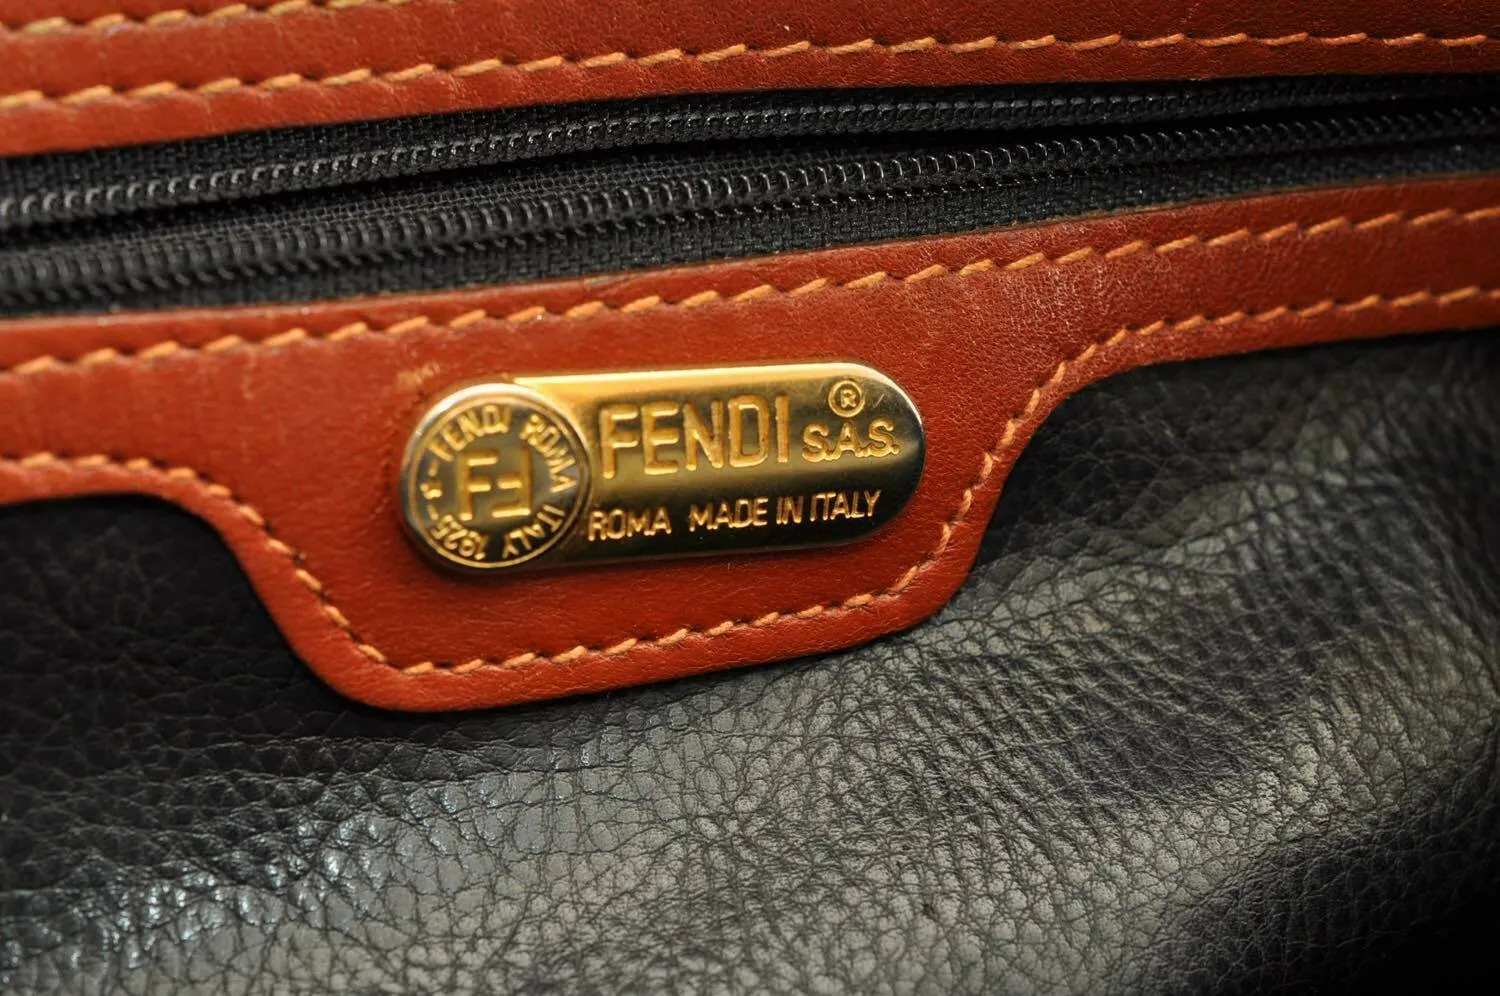 FENDI ROMA ITALY 1925
FF
FENDI S.A.S. ®
ROMA MADE IN ITALY